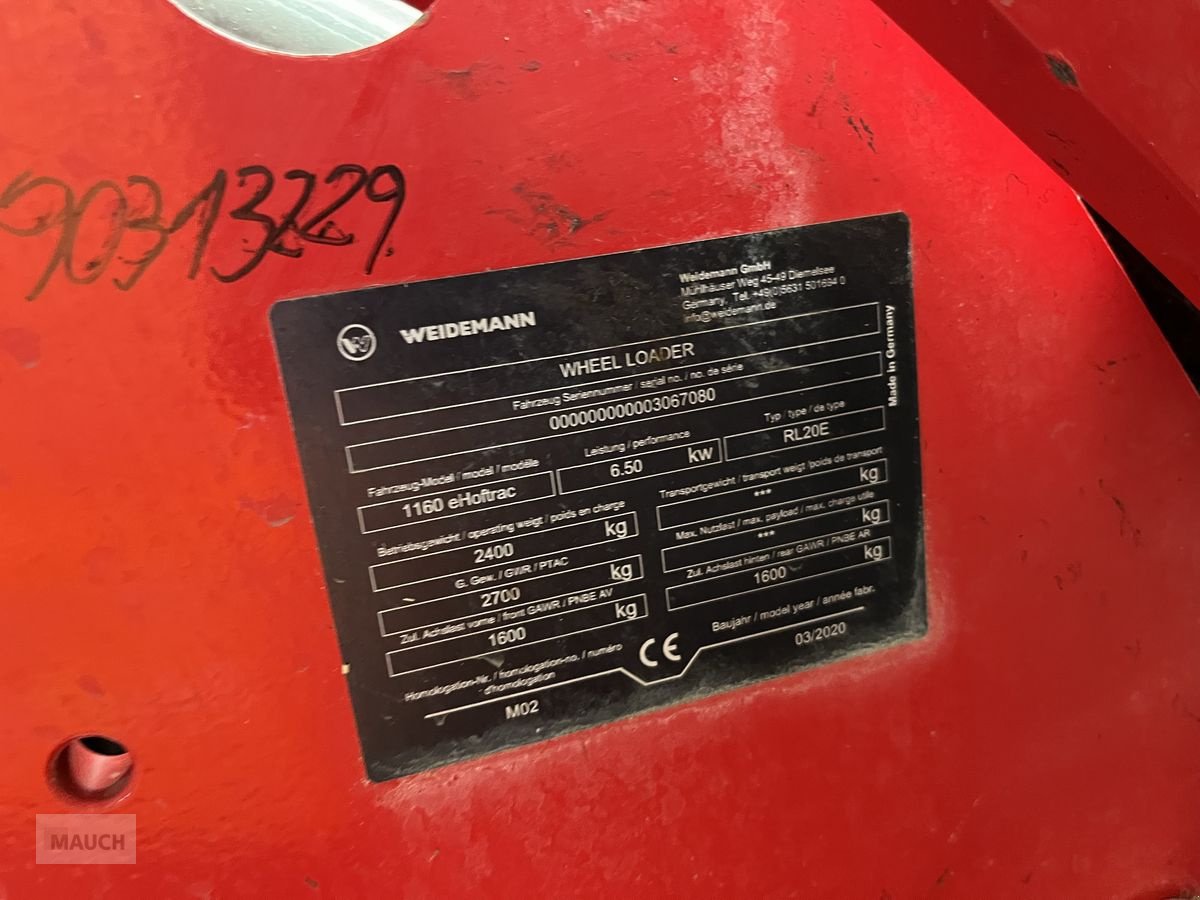 90313229
WEIDEMANN
Weidemann GmbH
Mühlhäuser Weg 45-49 Diemelsee
Germany, Tel. +49(0)5631 501694 0
info@weidemann.de
WHEEL LOADER
Fahrzeug Seriennummer / serial no. / no. de série
000000000003067080
Made in Germany
Fahrzeug-Modell / model / modèlle
1160 eHoftrac
Leistung / performance
6.50 kw
Typ / type / de type
RL20E
Betriebsgewicht / operating weigt / poids en charge
2400 kg
Transportgewicht / transport weigt /poids de transport
*** kg
G. Gew. / GWR / PTAC
2700 kg
Max. Nutzlast / max. payload / max. charge utile
*** kg
Zul. Achslast vorne / front GAWR / PNBE AV
1600 kg
Zul. Achslast hinten / rear GAWR / PNBE AR
1600 kg
Homologation-Nr. / homologation-no. / numéro
d'homologation
M02
CE
Baujahr / model year / année fabr.
03/2020
MAUCH